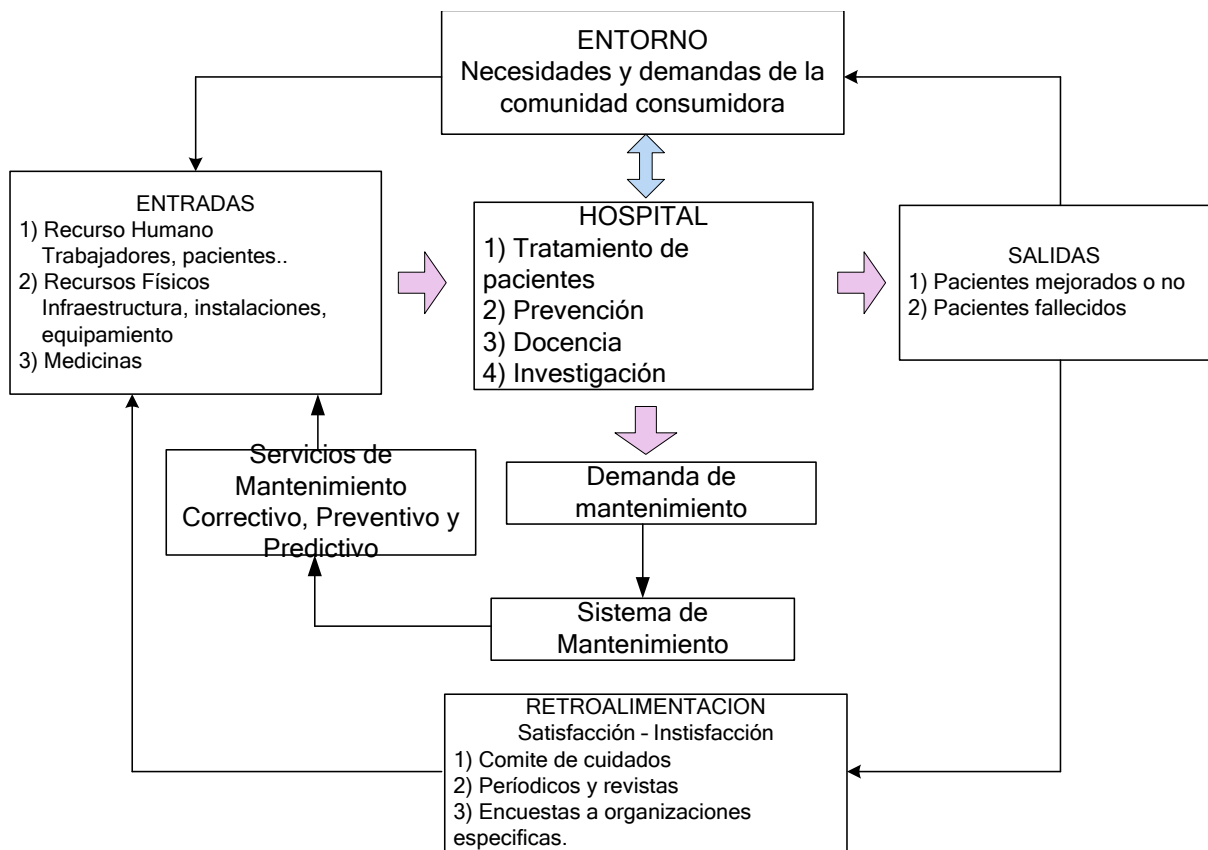 ENTORNO
Necesidades y demandas de la
comunidad consumidora
ENTRADAS
1) Recurso Humano
Trabajadores, pacientes..
2) Recursos Físicos
Infraestructura, instalaciones,
equipamiento
3) Medicinas
HOSPITAL
1) Tratamiento de
pacientes
2) Prevención
3) Docencia
4) Investigación
SALIDAS
1) Pacientes mejorados o no
2) Pacientes fallecidos
Servicios de
Mantenimiento
Correctivo, Preventivo y
Predictivo
Demanda de
mantenimiento
Sistema de
Mantenimiento
RETROALIMENTACION
Satisfacción – Instisfacción
1) Comite de cuidados
2) Períodicos y revistas
3) Encuestas a organizaciones
especificas.